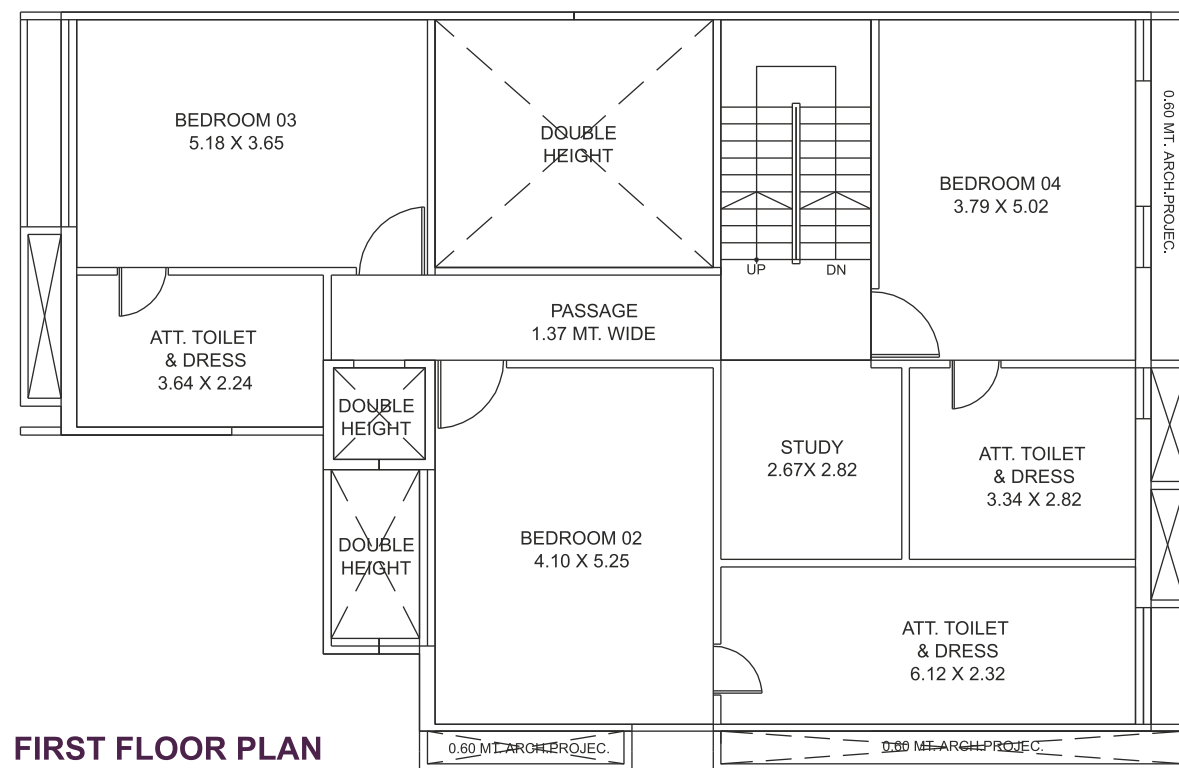 BEDROOM 03
5.18 X 3.65
DOUBLE
HEIGHT
BEDROOM 04
3.79 X 5.02
0.60 MT. ARCH.PROJEC.
UP
DN
PASSAGE
1.37 MT. WIDE
ATT. TOILET
& DRESS
3.64 X 2.24
DOUBLE
HEIGHT
STUDY
2.67X 2.82
ATT. TOILET
& DRESS
3.34 X 2.82
DOUBLE
HEIGHT
BEDROOM 02
4.10 X 5.25
ATT. TOILET
& DRESS
6.12 X 2.32
FIRST FLOOR PLAN
0.60 MT. ARCH.PROJEC.
0.60 MT.ARCH.PROJEC.